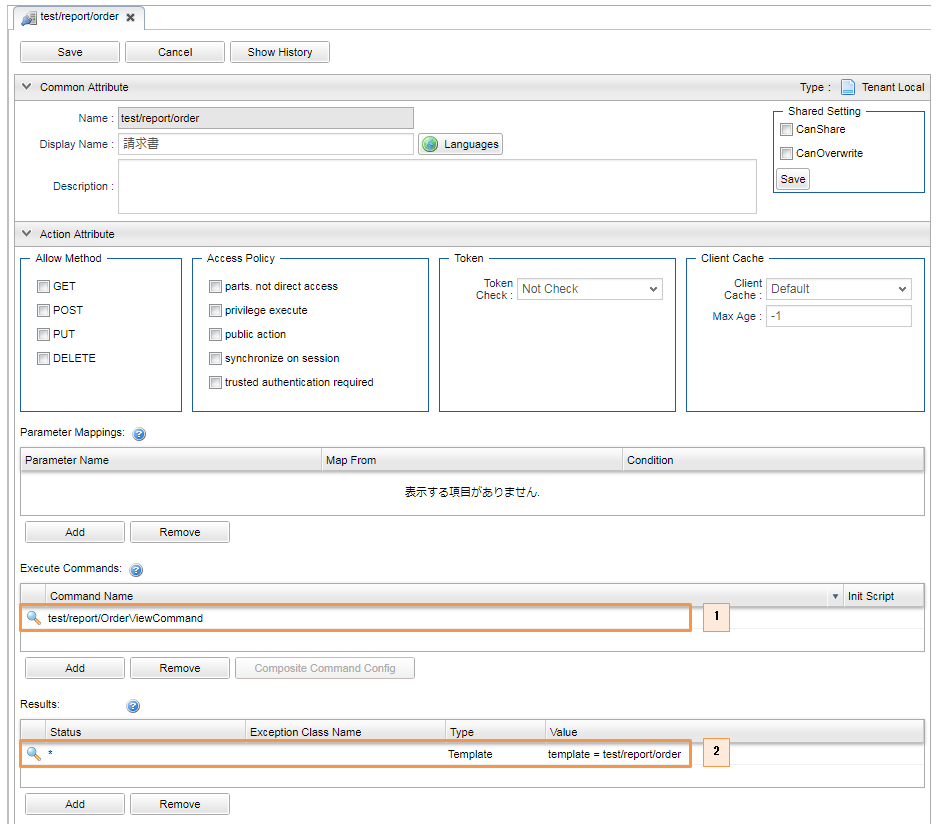 test/report/order
Save Cancel Show History
Common Attribute Type : Tenant Local
Name : test/report/order
Display Name : 請求書 Languages
Description :
Shared Setting
CanShare
CanOverwrite
Save
Action Attribute
Allow Method
GET
POST
PUT
DELETE
Access Policy
parts. not direct access
privilege execute
public action
synchronize on session
trusted authentication required
Token
Token
Check : Not Check
Client Cache
Client
Cache : Default
Max Age : -1
Parameter Mappings:
Parameter Name Map From Condition
表示する項目がありません.
Add Remove
Execute Commands:
Command Name Init Script
test/report/OrderViewCommand 1
Add Remove Composite Command Config
Results:
Status Exception Class Name Type Value
* Template template = test/report/order 2
Add Remove